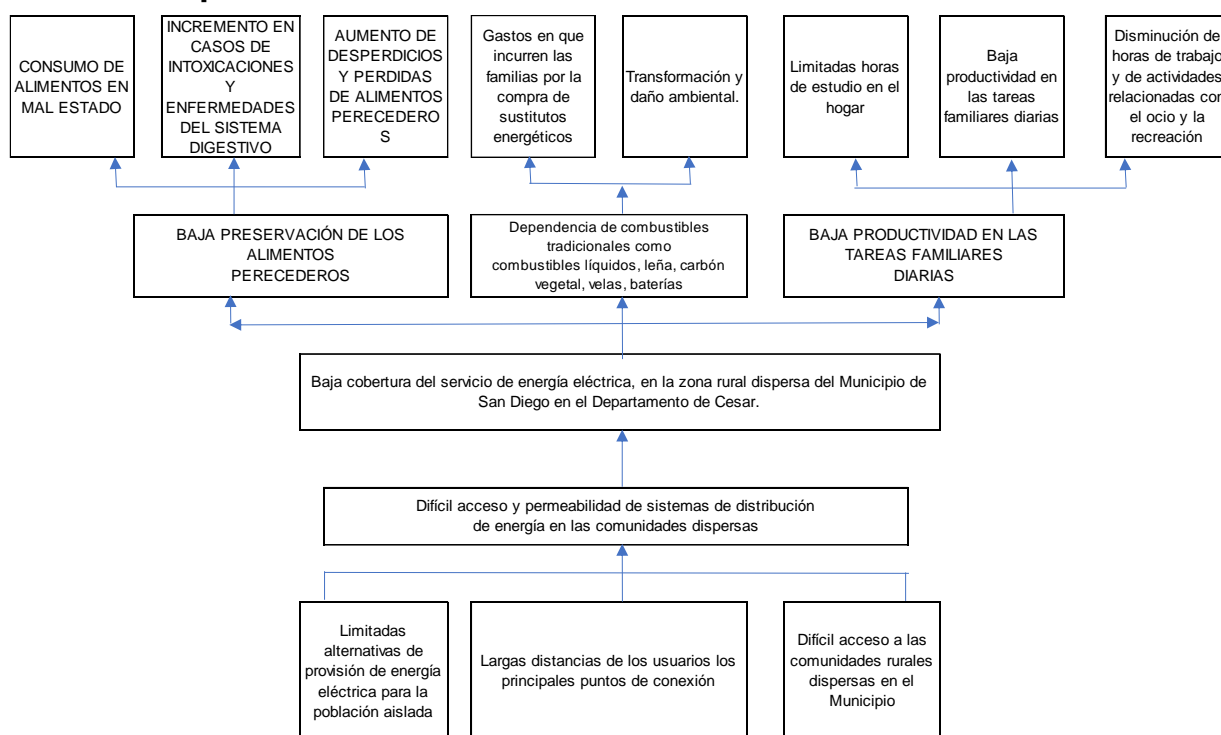 CONSUMO DE
ALIMENTOS EN
MAL ESTADO
INCREMENTO EN
CASOS DE
INTOXICACIONES
Y
ENFERMEDADES
DEL SISTEMA
DIGESTIVO
AUMENTO DE
DESPERDICIOS
Y PERDIDAS
DE ALIMENTOS
PERECEDERO
S
Gastos en que
incurren las
familias por la
compra de
sustitutos
energéticos
Transformación y
daño ambiental.
Limitadas horas
de estudio en el
hogar
Baja
productividad en
las tareas
familiares diarias
Disminución de
horas de trabajo
y de actividades
relacionadas con
el ocio y la
recreación
BAJA PRESERVACIÓN DE LOS
ALIMENTOS
PERECEDEROS
Dependencia de combustibles
tradicionales como
combustibles líquidos, leña, carbón
vegetal, velas, baterías
BAJA PRODUCTIVIDAD EN LAS
TAREAS FAMILIARES
DIARIAS
Baja cobertura del servicio de energía eléctrica, en la zona rural dispersa del Municipio de
San Diego en el Departamento de Cesar.
Difícil acceso y permeabilidad de sistemas de distribución
de energía en las comunidades dispersas
Limitadas
alternativas de
provisión de energía
eléctrica para la
población aislada
Largas distancias de los usuarios los
principales puntos de conexión
Difícil acceso a las
comunidades rurales
dispersas en el
Municipio